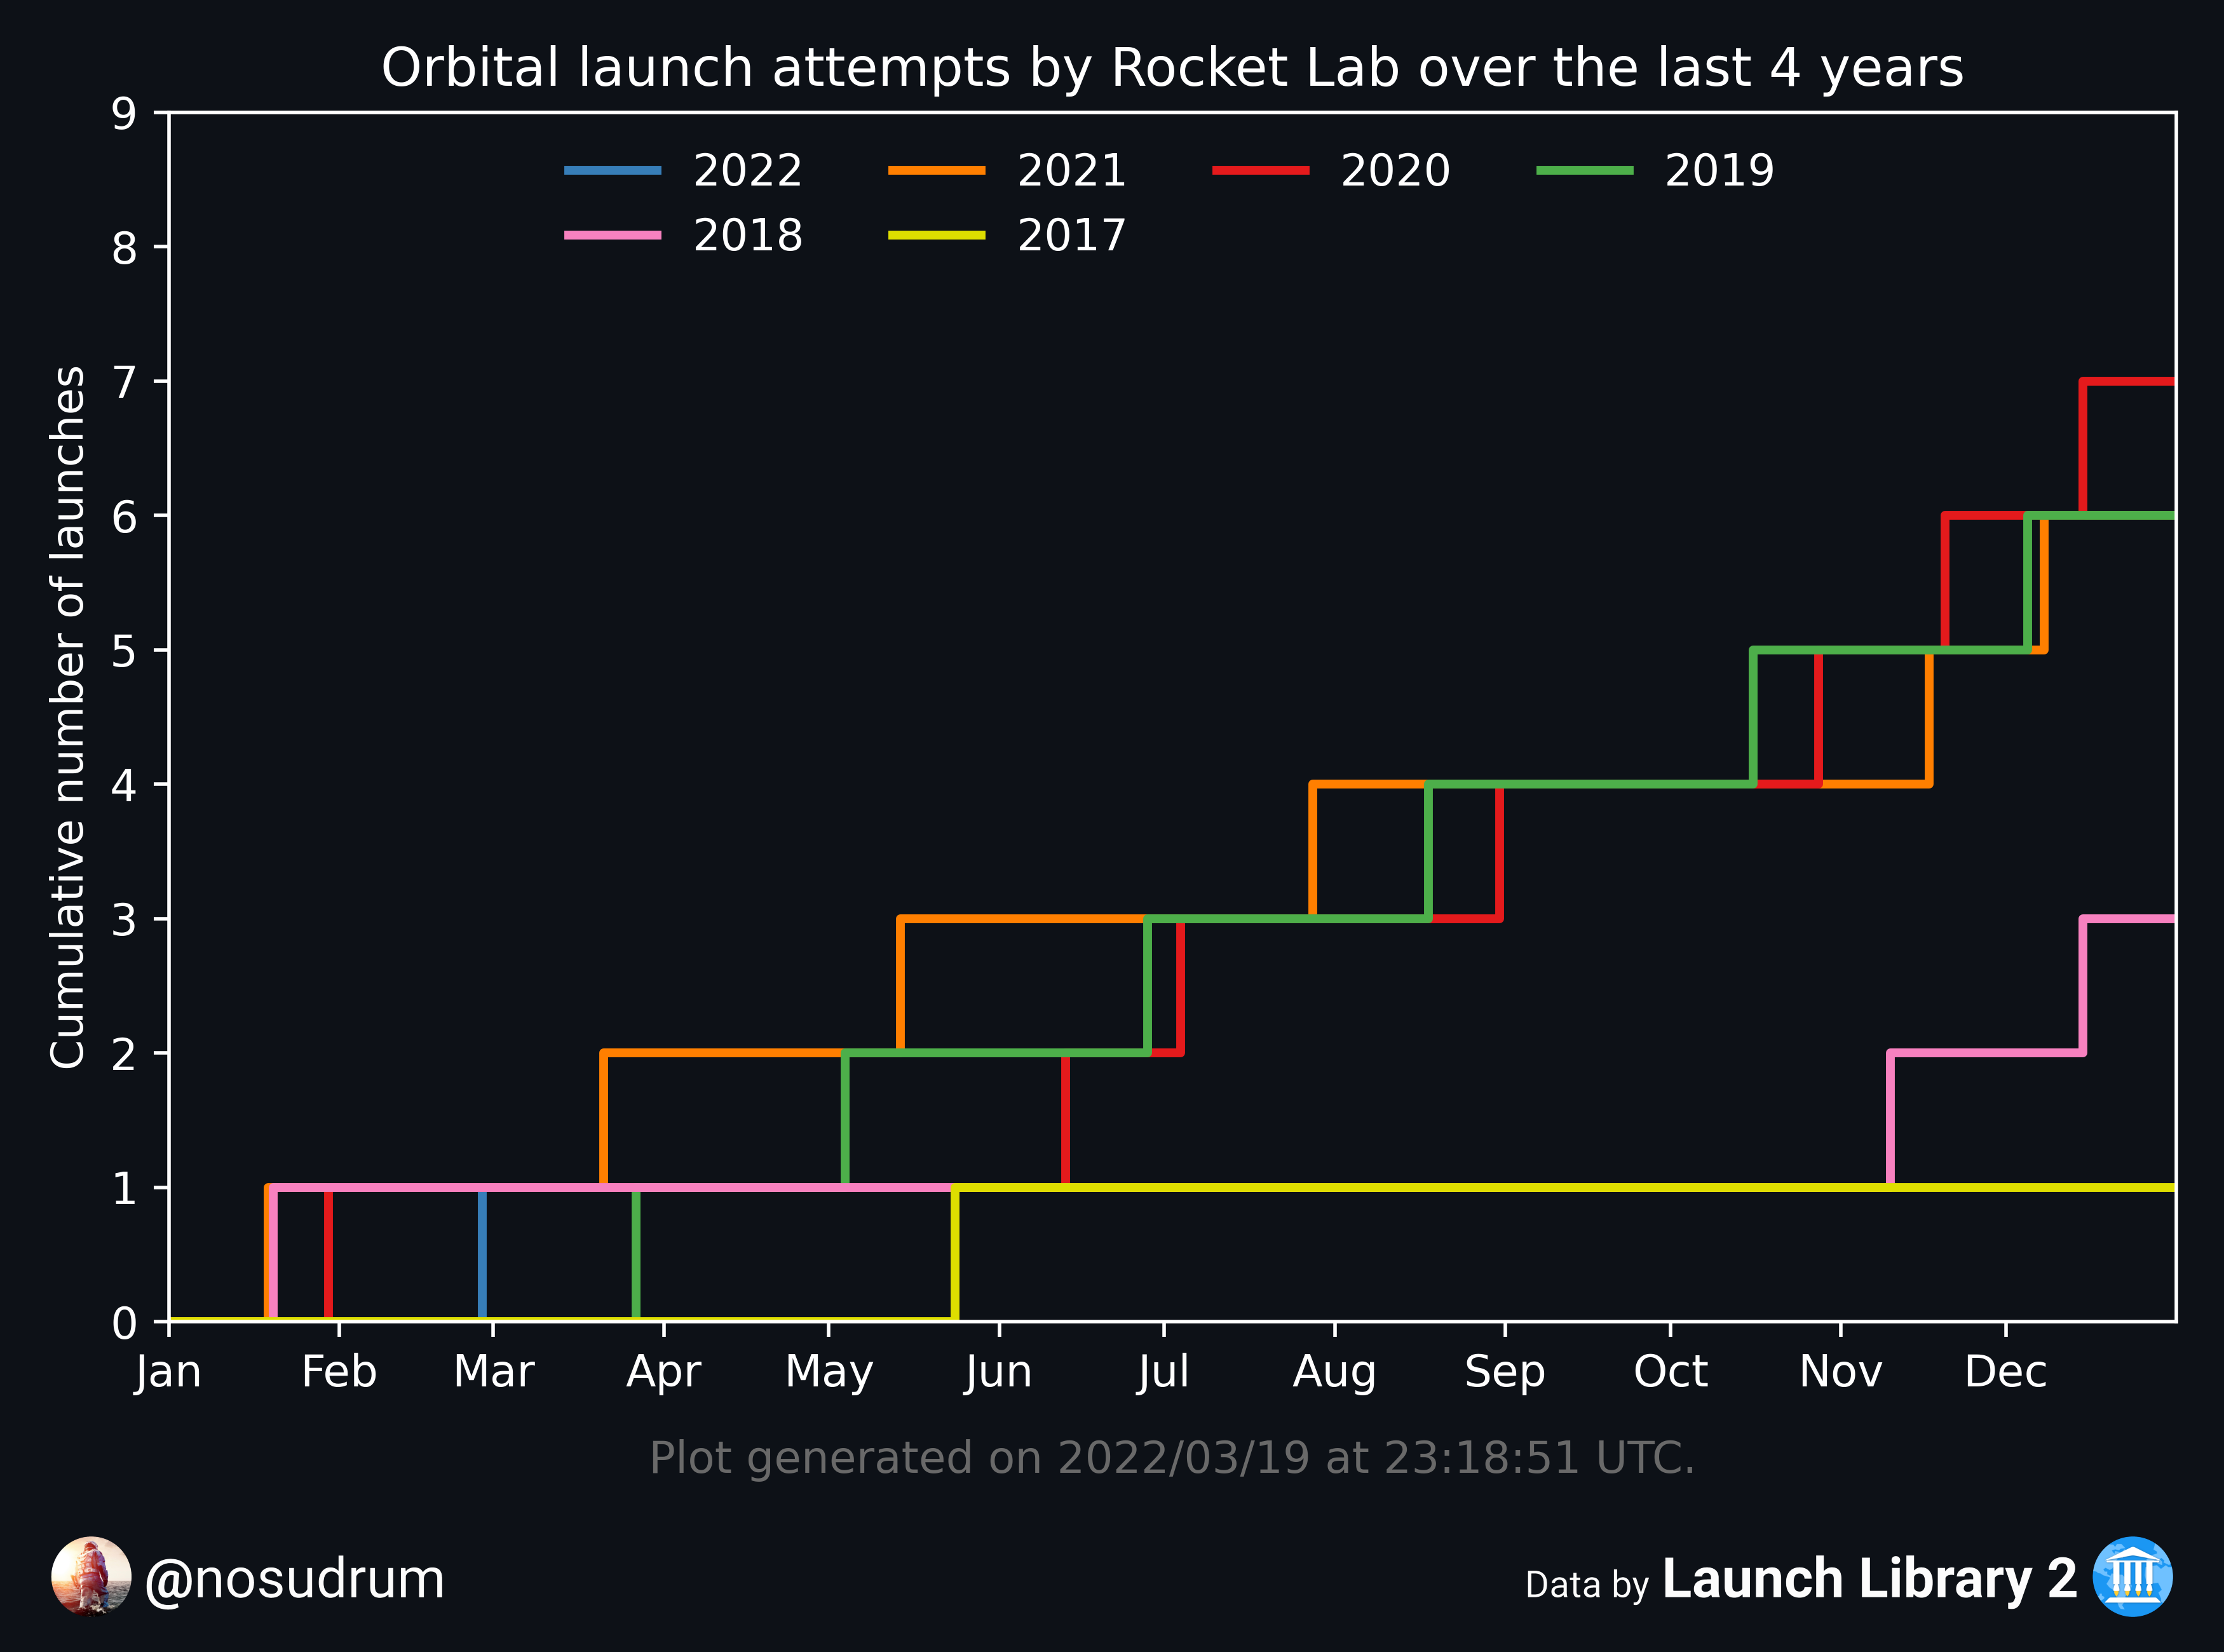 Orbital launch attempts by Rocket Lab over the last 4 years
9
2022 2021 2020 2019
2018 2017
8
7
6
5
4
3
2
1
0
Cumulative number of launches
Jan Feb Mar Apr May Jun Jul Aug Sep Oct Nov Dec
Plot generated on 2022/03/19 at 23:18:51 UTC.
@nosudrum
Data by Launch Library 2